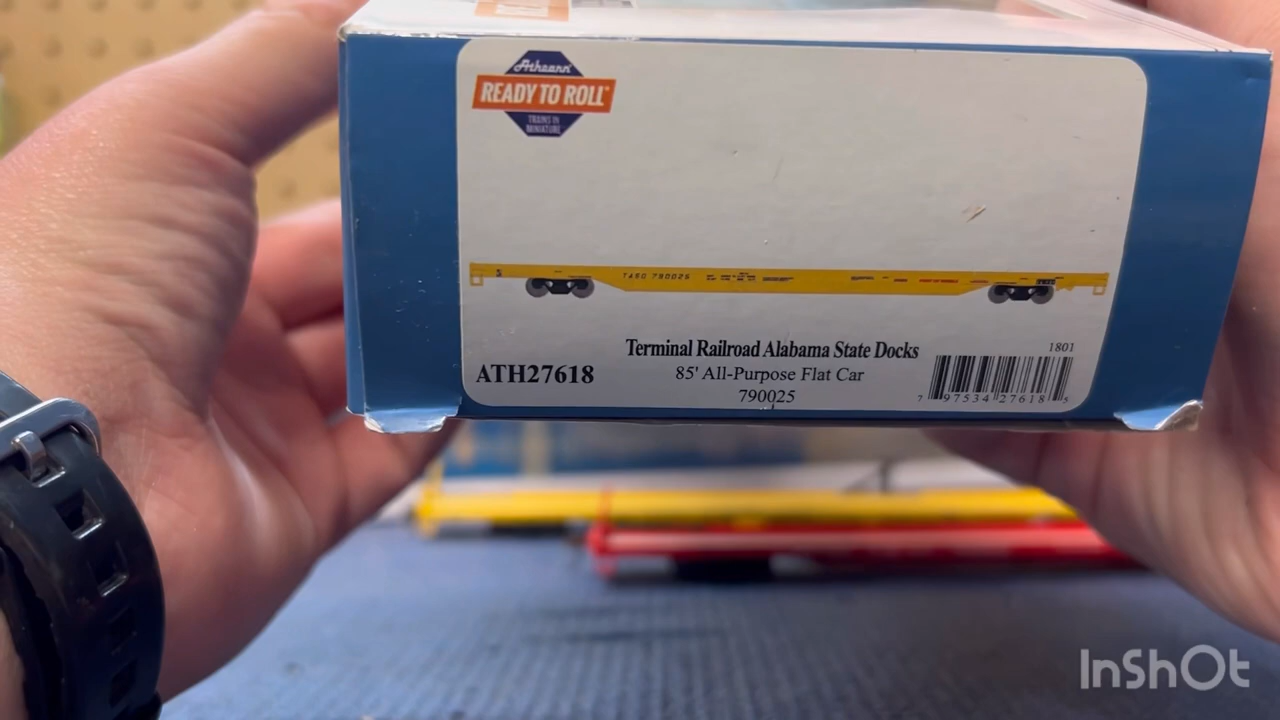 Athearn
READY TO ROLL
TRAINS IN
MINIATURE
TASD 790025
1801
Terminal Railroad Alabama State Docks
ATH27618
85' All-Purpose Flat Car
790025
7 97534 27618 5
InShOt